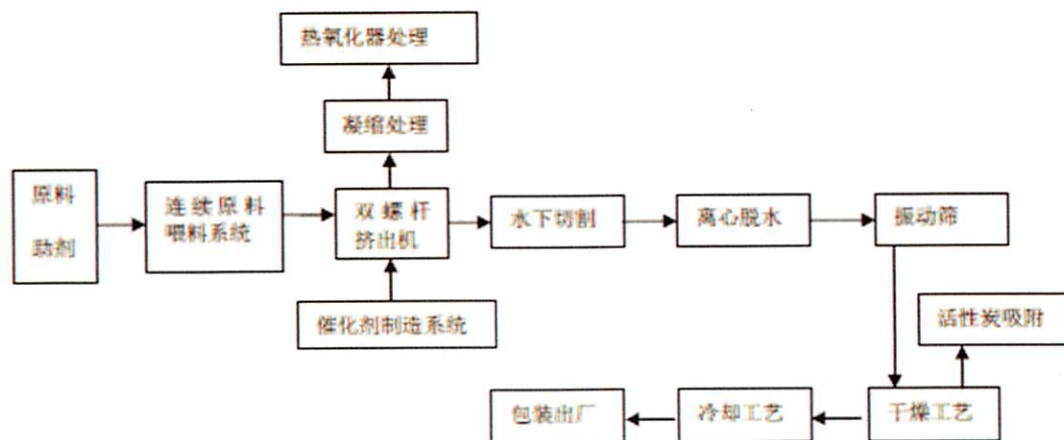 热氧化器处理
凝缩处理
原料
助剂
连续原料
喂料系统
双螺杆
挤出机
水下切割
离心脱水
振动筛
催化剂制造系统
活性炭吸附
包装出厂
冷却工艺
干燥工艺